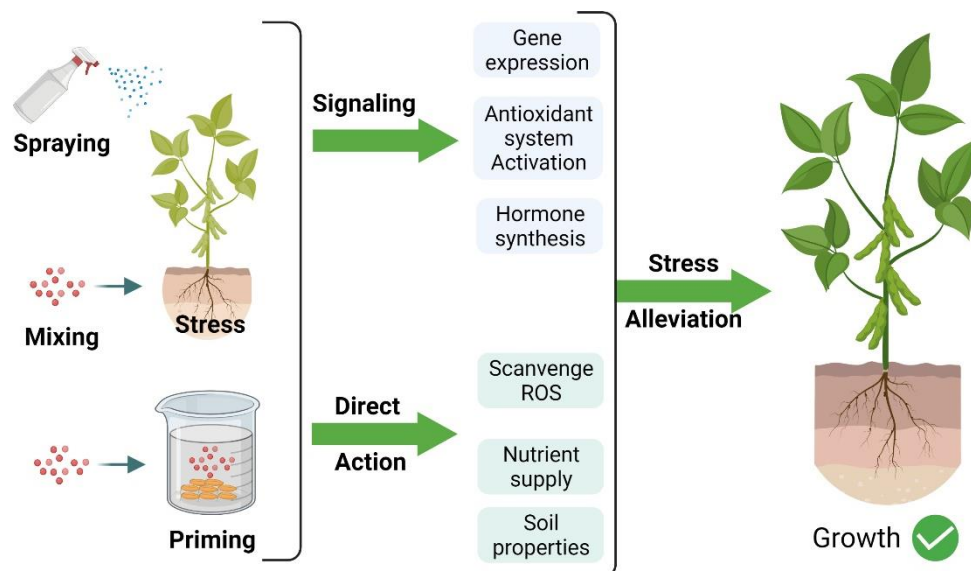 Spraying
Mixing
Stress
Priming
Signaling
Direct
Action
Gene
expression
Antioxidant
system
Activation
Hormone
synthesis
Scanvenge
ROS
Nutrient
supply
Soil
properties
Stress
Alleviation
Growth